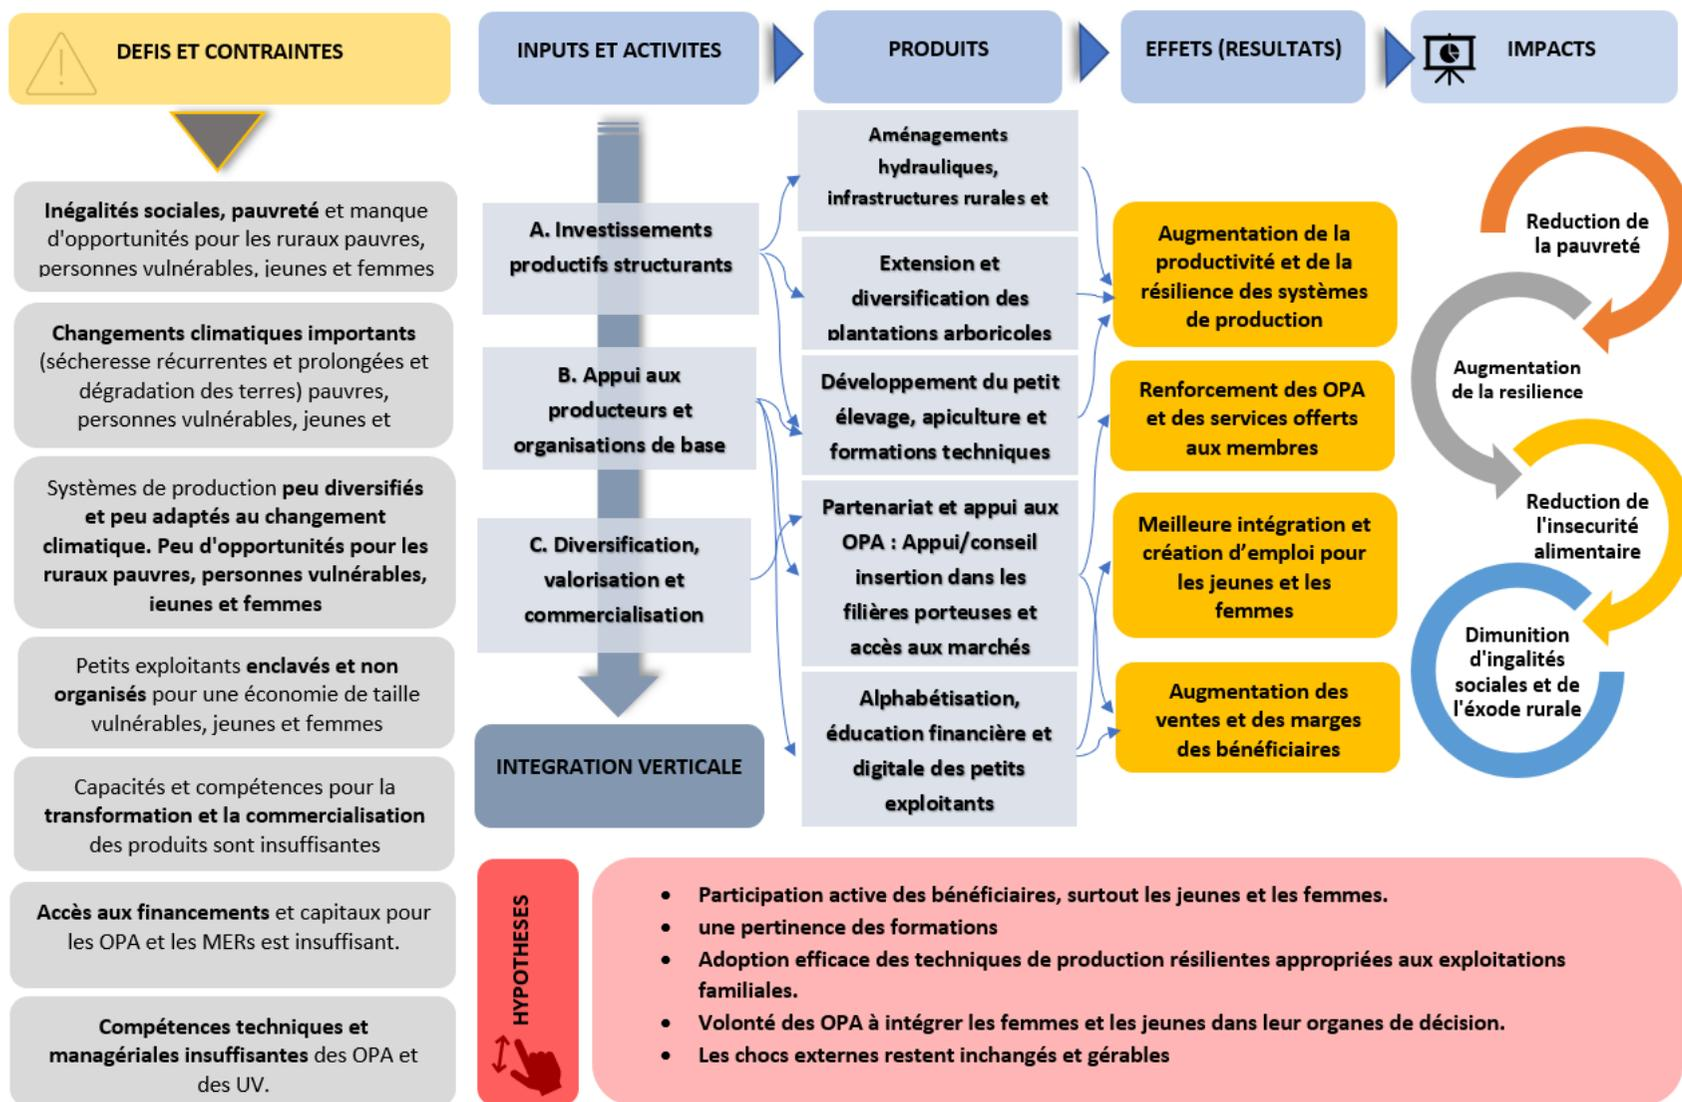 DEFIS ET CONTRAINTES
Inégalités sociales, pauvreté et manque
d'opportunités pour les ruraux pauvres,
personnes vulnérables, jeunes et femmes
Changements climatiques importants
(sécheresse récurrentes et prolongées et
dégradation des terres) pauvres,
personnes vulnérables, jeunes et
Systèmes de production peu diversifiés
et peu adaptés au changement
climatique. Peu d'opportunités pour les
ruraux pauvres, personnes vulnérables,
jeunes et femmes
Petits exploitants enclavés et non
organisés pour une économie de taille
vulnérables, jeunes et femmes
Capacités et compétences pour la
transformation et la commercialisation
des produits sont insuffisantes
Accès aux financements et capitaux pour
les OPA et les MERs est insuffisant.
Compétences techniques et
managériales insuffisantes des OPA et
des UV.
INPUTS ET ACTIVITES
A. Investissements
productifs structurants
B. Appui aux
producteurs et
organisations de base
C. Diversification,
valorisation et
commercialisation
INTEGRATION VERTICALE
PRODUITS
Aménagements
hydrauliques,
infrastructures rurales et
Extension et
diversification des
plantations arboricoles
Développement du petit
élevage, apiculture et
formations techniques
Partenariat et appui aux
OPA : Appui/conseil
insertion dans les
filières porteuses et
accès aux marchés
Alphabétisation,
éducation financière et
digitale des petits
exploitants
EFFETS (RESULTATS)
Augmentation de la
productivité et de la
résilience des systèmes
de production
Renforcement des OPA
et des services offerts
aux membres
Meilleure intégration et
création d’emploi pour
les jeunes et les
femmes
Augmentation des
ventes et des marges
des bénéficiaires
IMPACTS
Reduction de
la pauvreté
Augmentation
de la resilience
Reduction de
l'insecurité
alimentaire
Dimunition
d'ingalités
sociales et de
l'éxode rurale
HYPOTHESES
• Participation active des bénéficiaires, surtout les jeunes et les femmes.
• une pertinence des formations
• Adoption efficace des techniques de production résilientes appropriées aux exploitations
familiales.
• Volonté des OPA à intégrer les femmes et les jeunes dans leur organes de décision.
• Les chocs externes restent inchangés et gérables